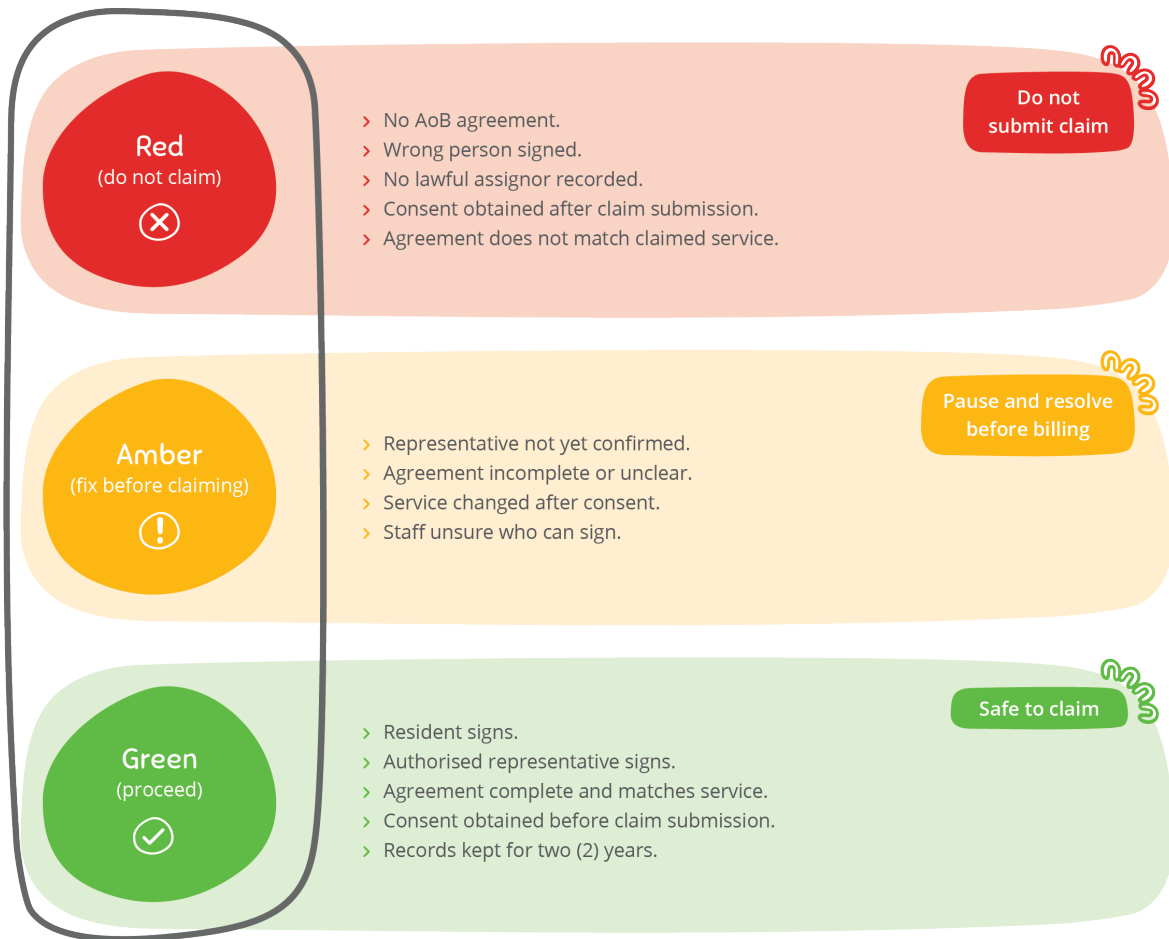 Red
(do not claim)
No AoB agreement.
Wrong person signed.
No lawful assignor recorded.
Consent obtained after claim submission.
Agreement does not match claimed service.
Do not
submit claim
Amber
(fix before claiming)
Representative not yet confirmed.
Agreement incomplete or unclear.
Service changed after consent.
Staff unsure who can sign.
Pause and resolve
before billing
Green
(proceed)
Resident signs.
Authorised representative signs.
Agreement complete and matches service.
Consent obtained before claim submission.
Records kept for two (2) years.
Safe to claim